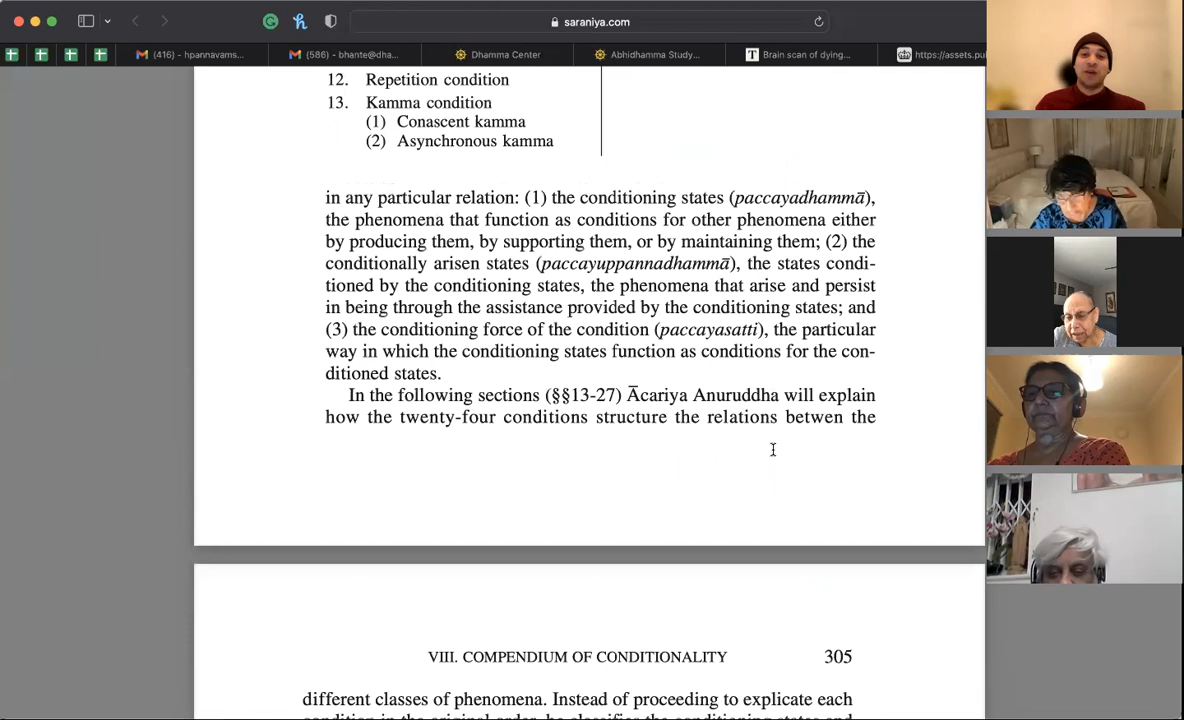 saraniya.com
(416) - hpannavams...
(586) - bhante@dha...
Dhamma Center
Abhidhamma Study...
Brain scan of dying...
https://assets.pu
12. Repetition condition
13. Kamma condition
(1) Conascent kamma
(2) Asynchronous kamma
in any particular relation: (1) the conditioning states (paccayadhammā),
the phenomena that function as conditions for other phenomena either
by producing them, by supporting them, or by maintaining them; (2) the
conditionally arisen states (paccayuppannadhammā), the states condi-
tioned by the conditioning states, the phenomena that arise and persist
in being through the assistance provided by the conditioning states; and
(3) the conditioning force of the condition (paccayasatti), the particular
way in which the conditioning states function as conditions for the con-
ditioned states.
In the following sections (§§13-27) Ācariya Anuruddha will explain
how the twenty-four conditions structure the relations betwen the
VIII. COMPENDIUM OF CONDITIONALITY 305
different classes of phenomena. Instead of proceeding to explicate each